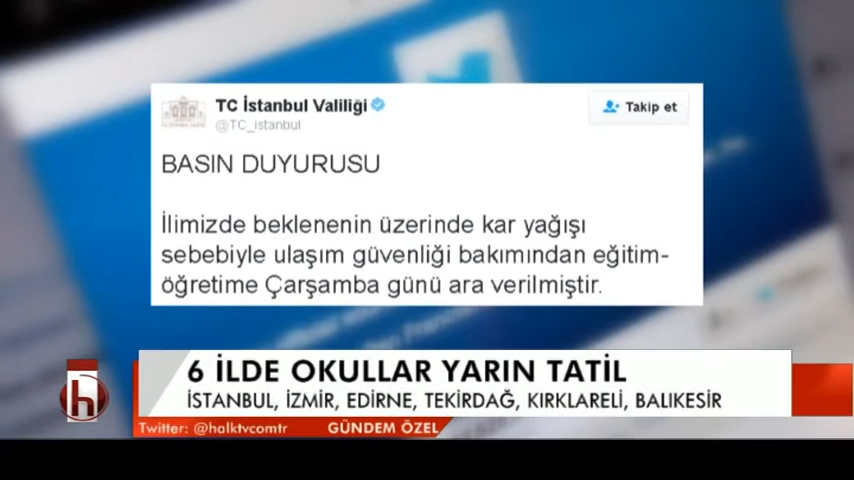 TC İstanbul Valiliği
@TC_istanbul
Takip et
BASIN DUYURUSU
İlimizde beklenenin üzerinde kar yağışı
sebebiyle ulaşım güvenliği bakımından eğitim-
öğretime Çarşamba günü ara verilmiştir.
6 İLDE OKULLAR YARIN TATİL
İSTANBUL, İZMİR, EDİRNE, TEKİRDAĞ, KIRKLARELİ, BALIKESİR
h
Twitter: @halktvcomtr
GÜNDEM ÖZEL